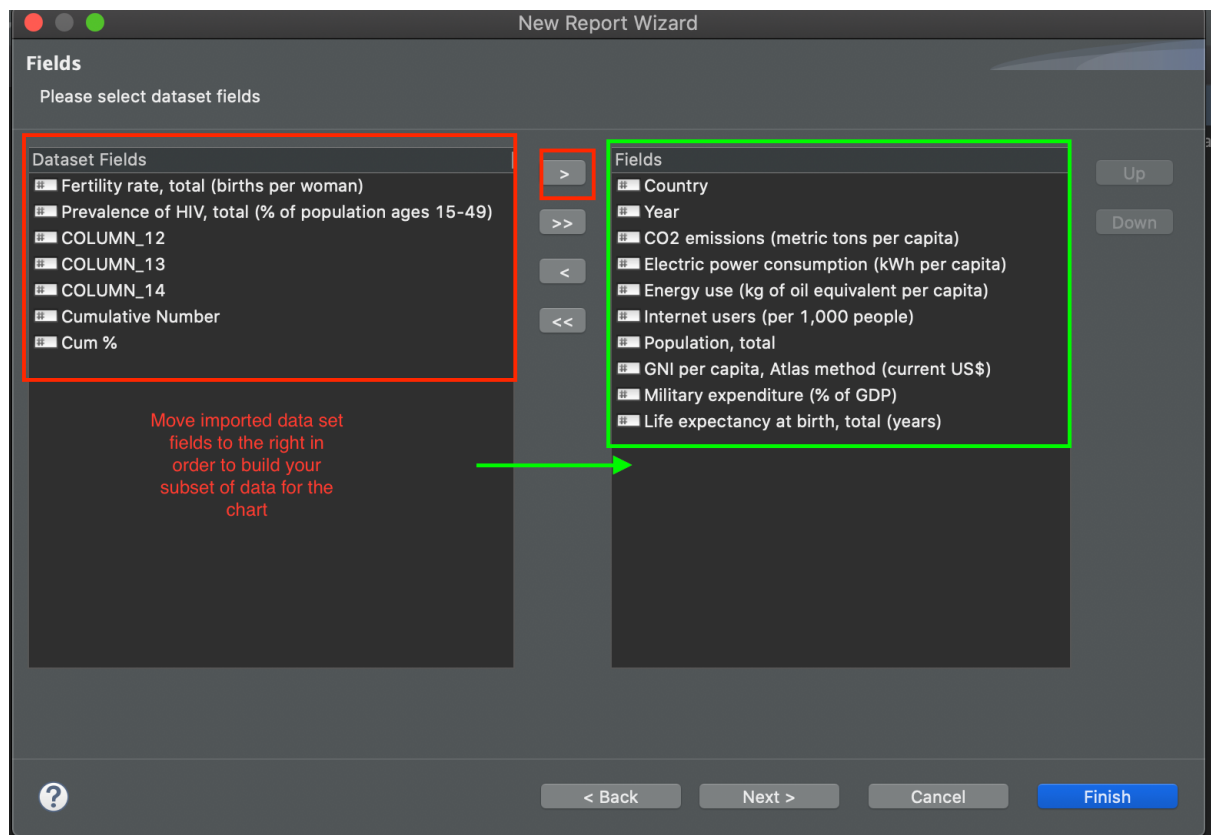 New Report Wizard
Fields
Please select dataset fields
Dataset Fields
Fertility rate, total (births per woman)
Prevalence of HIV, total (% of population ages 15-49)
COLUMN_12
COLUMN_13
COLUMN_14
Cumulative Number
Cum %
Move imported data set
fields to the right in
order to build your
subset of data for the
chart
>
>>
<
<<
Fields
Country
Year
CO2 emissions (metric tons per capita)
Electric power consumption (kWh per capita)
Energy use (kg of oil equivalent per capita)
Internet users (per 1,000 people)
Population, total
GNI per capita, Atlas method (current US$)
Military expenditure (% of GDP)
Life expectancy at birth, total (years)
Up
Down
?
< Back
Next >
Cancel
Finish